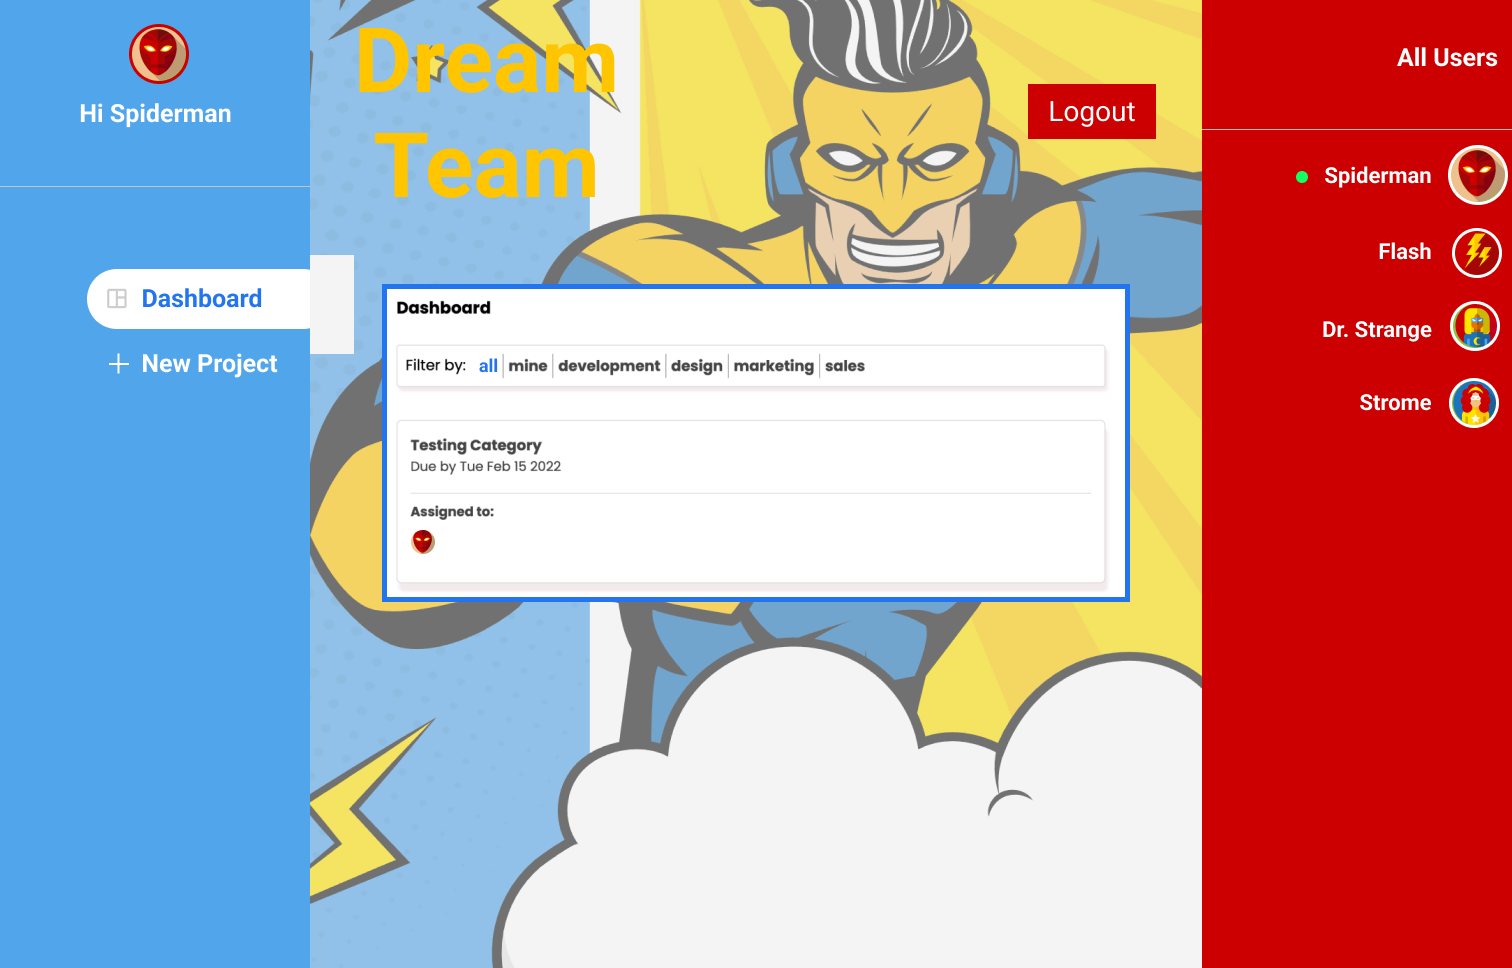 Hi Spiderman
Dashboard
New Project
Dream
Team
Logout
Dashboard
Filter by: all mine development design marketing sales
Testing Category
Due by Tue Feb 15 2022
Assigned to:
All Users
Spiderman
Flash
Dr. Strange
Strome